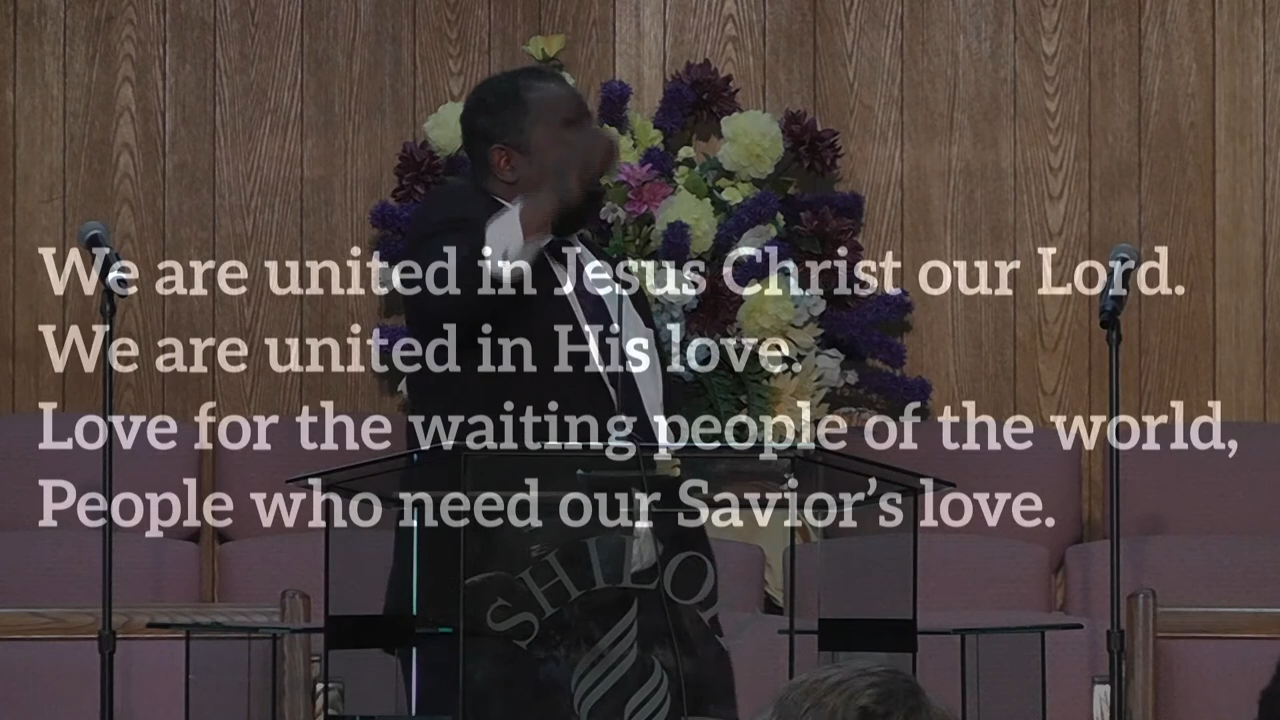 We are united in Jesus Christ our Lord.
We are united in His love.
Love for the waiting people of the world,
People who need our Savior’s love.
SHILOH